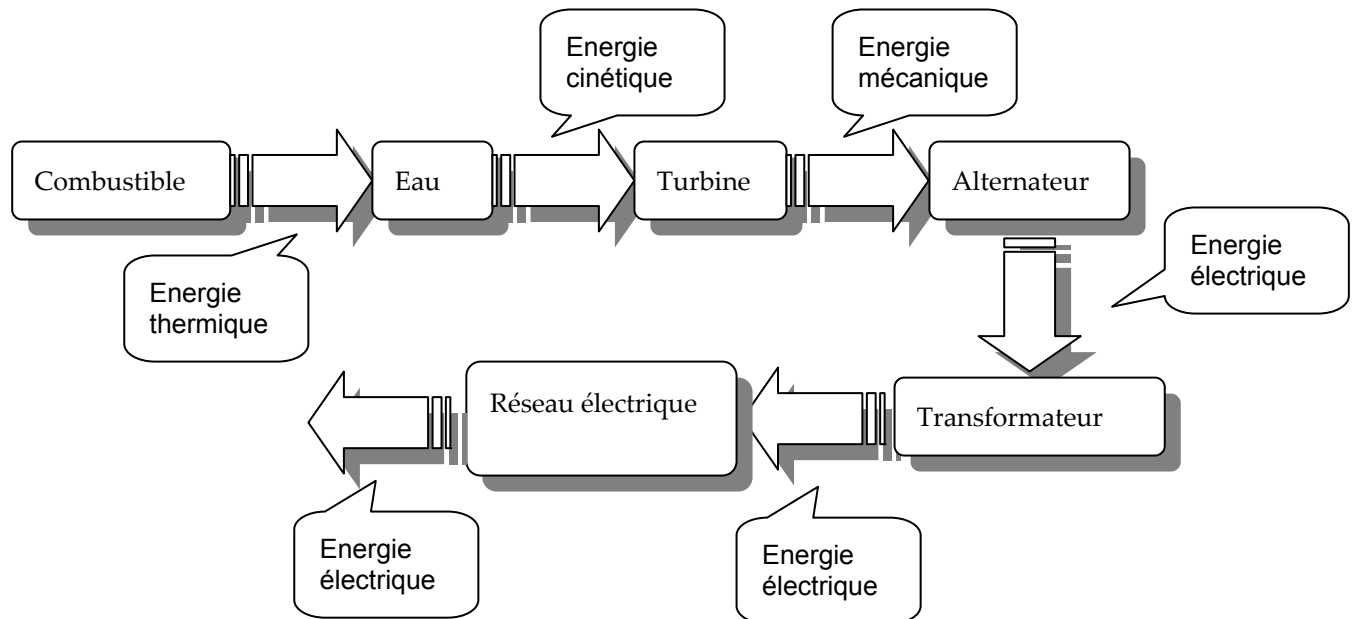 Energie
cinétique
Energie
mécanique
Combustible
Eau
Turbine
Alternateur
Energie
thermique
Energie
électrique
Réseau électrique
Transformateur
Energie
électrique
Energie
électrique